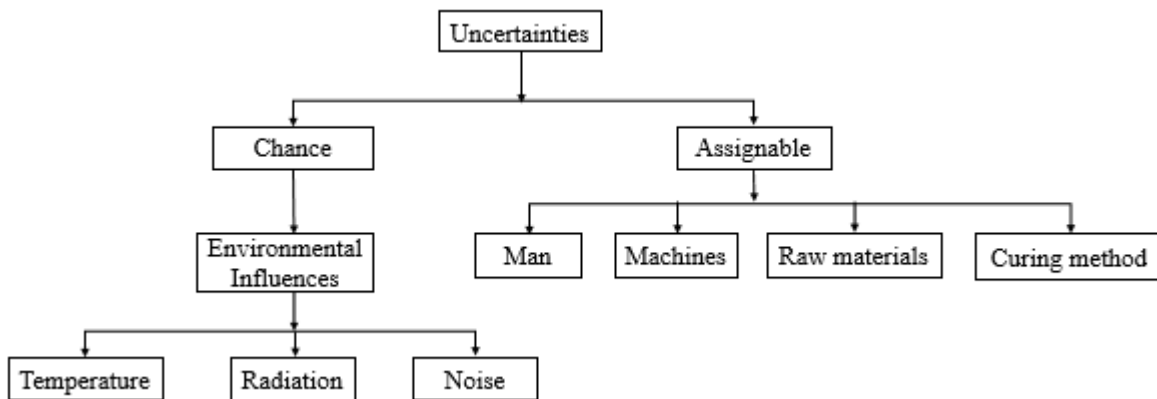 Uncertainties
Chance
Assignable
Environmental
Influences
Man
Machines
Raw materials
Curing method
Temperature
Radiation
Noise